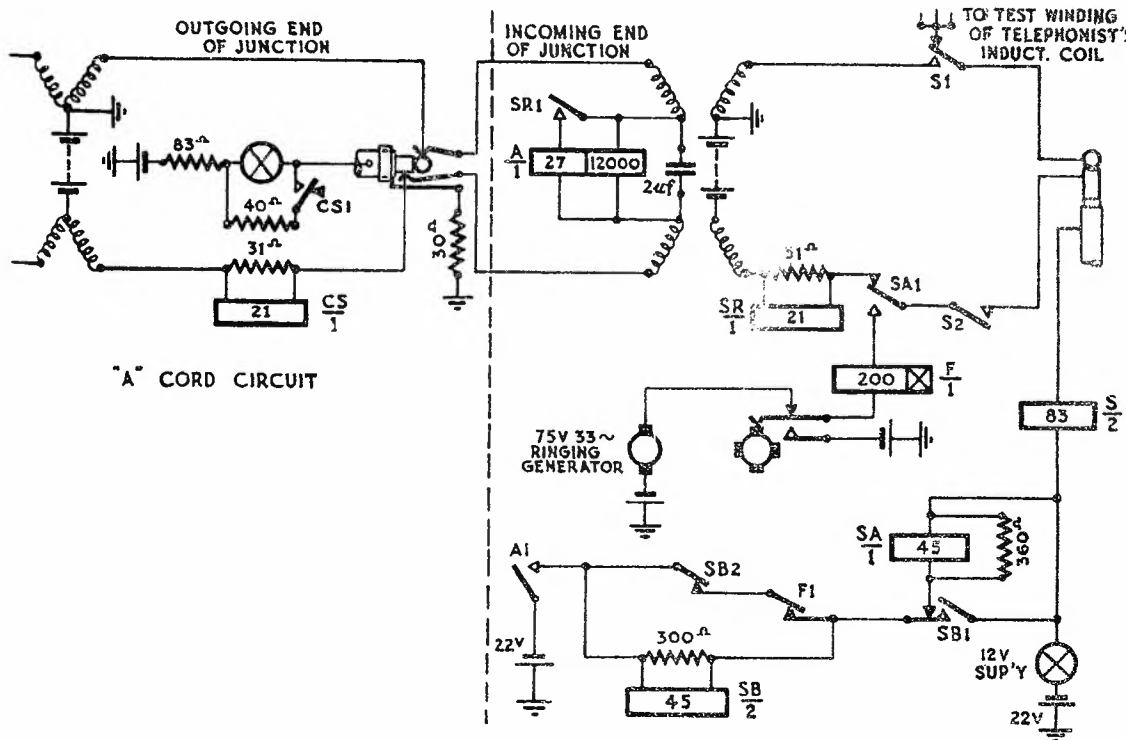 OUTGOING END
OF JUNCTION
INCOMING END
OF JUNCTION
TO TEST WINDING
OF TELEPHONIST'S
INDUCT. COIL
S1
SR1
83Ω
A/1
27
12000
2uf
CS1
40Ω
30Ω
31Ω
21
CS/1
31Ω
SR/1
21
SA1
S2
"A" CORD CIRCUIT
200
F/1
83
S/2
75V 33~
RINGING
GENERATOR
SA/1
45
360Ω
A1
SB2
F1
SB1
22V
300Ω
45
SB/2
12V
SUP'Y
22V